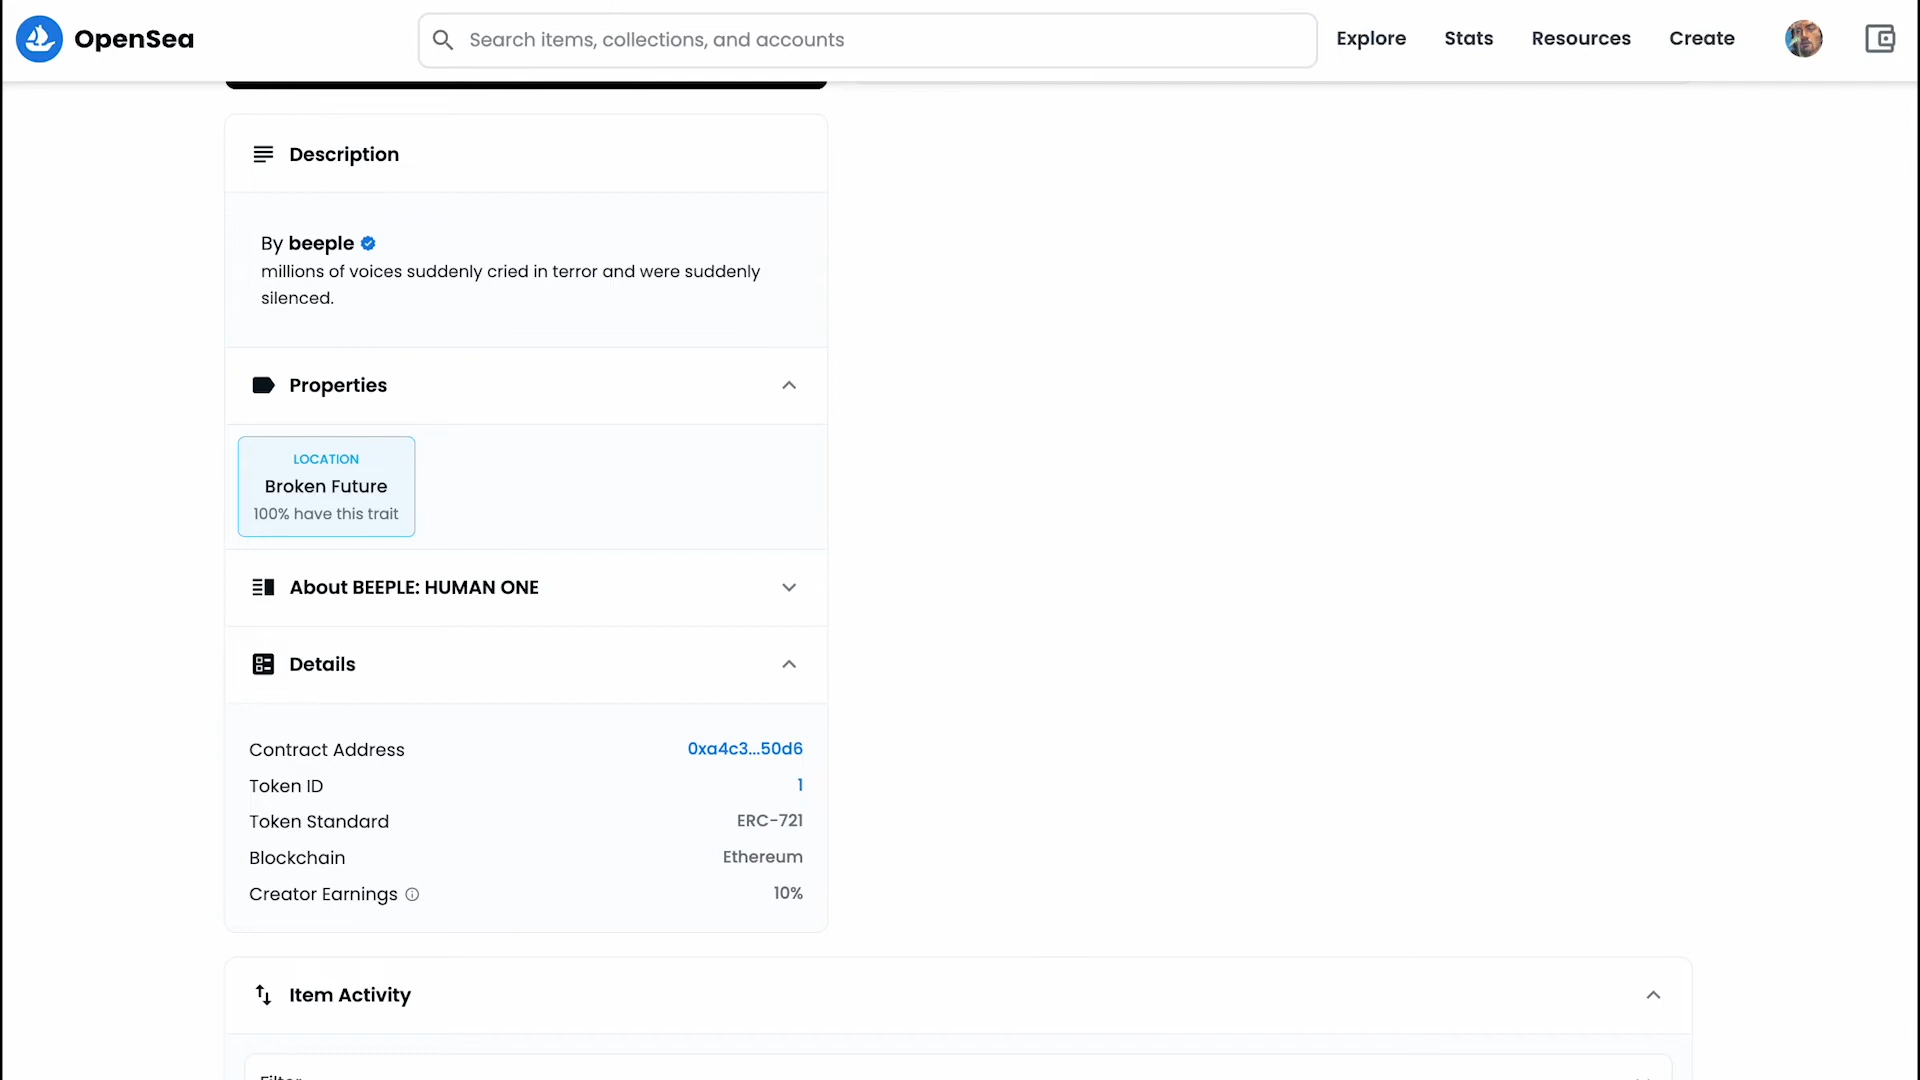 OpenSea
Search items, collections, and accounts
Explore
Stats
Resources
Create
Description
By beeple
millions of voices suddenly cried in terror and were suddenly
silenced.
Properties
LOCATION
Broken Future
100% have this trait
About BEEPLE: HUMAN ONE
Details
Contract Address 0xa4c3...50d6
Token ID 1
Token Standard ERC-721
Blockchain Ethereum
Creator Earnings 10%
Item Activity
Filter